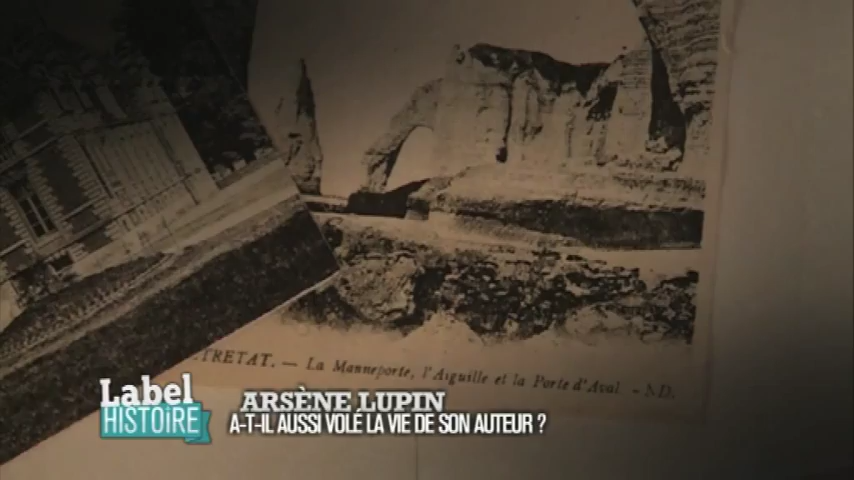 ETRETAT. — La Manneporte, l'Aiguille et la Porte d'Aval. - ND.
Label
HISTOIRE
ARSÈNE LUPIN
A-T-IL AUSSI VOLÉ LA VIE DE SON AUTEUR ?